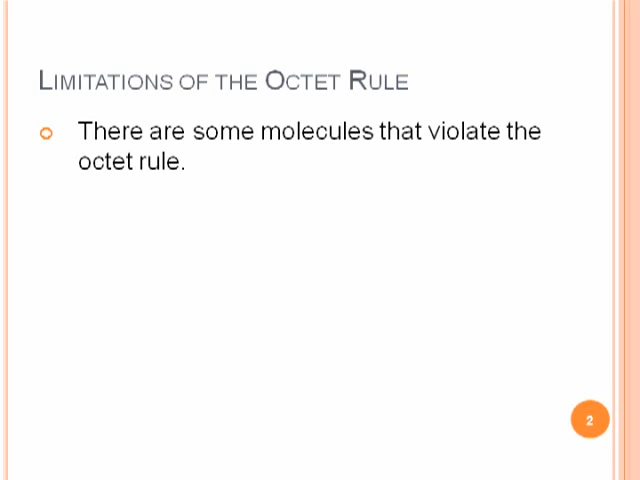 LIMITATIONS OF THE OCTET RULE
There are some molecules that violate the
octet rule.
2